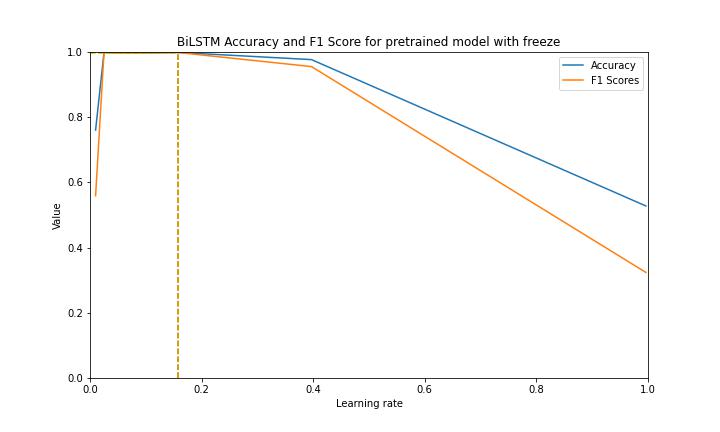 BiLSTM Accuracy and F1 Score for pretrained model with freeze
1.0
0.8
0.6
0.4
0.2
0.0
Value
Accuracy
F1 Scores
0.0 0.2 0.4 0.6 0.8 1.0
Learning rate